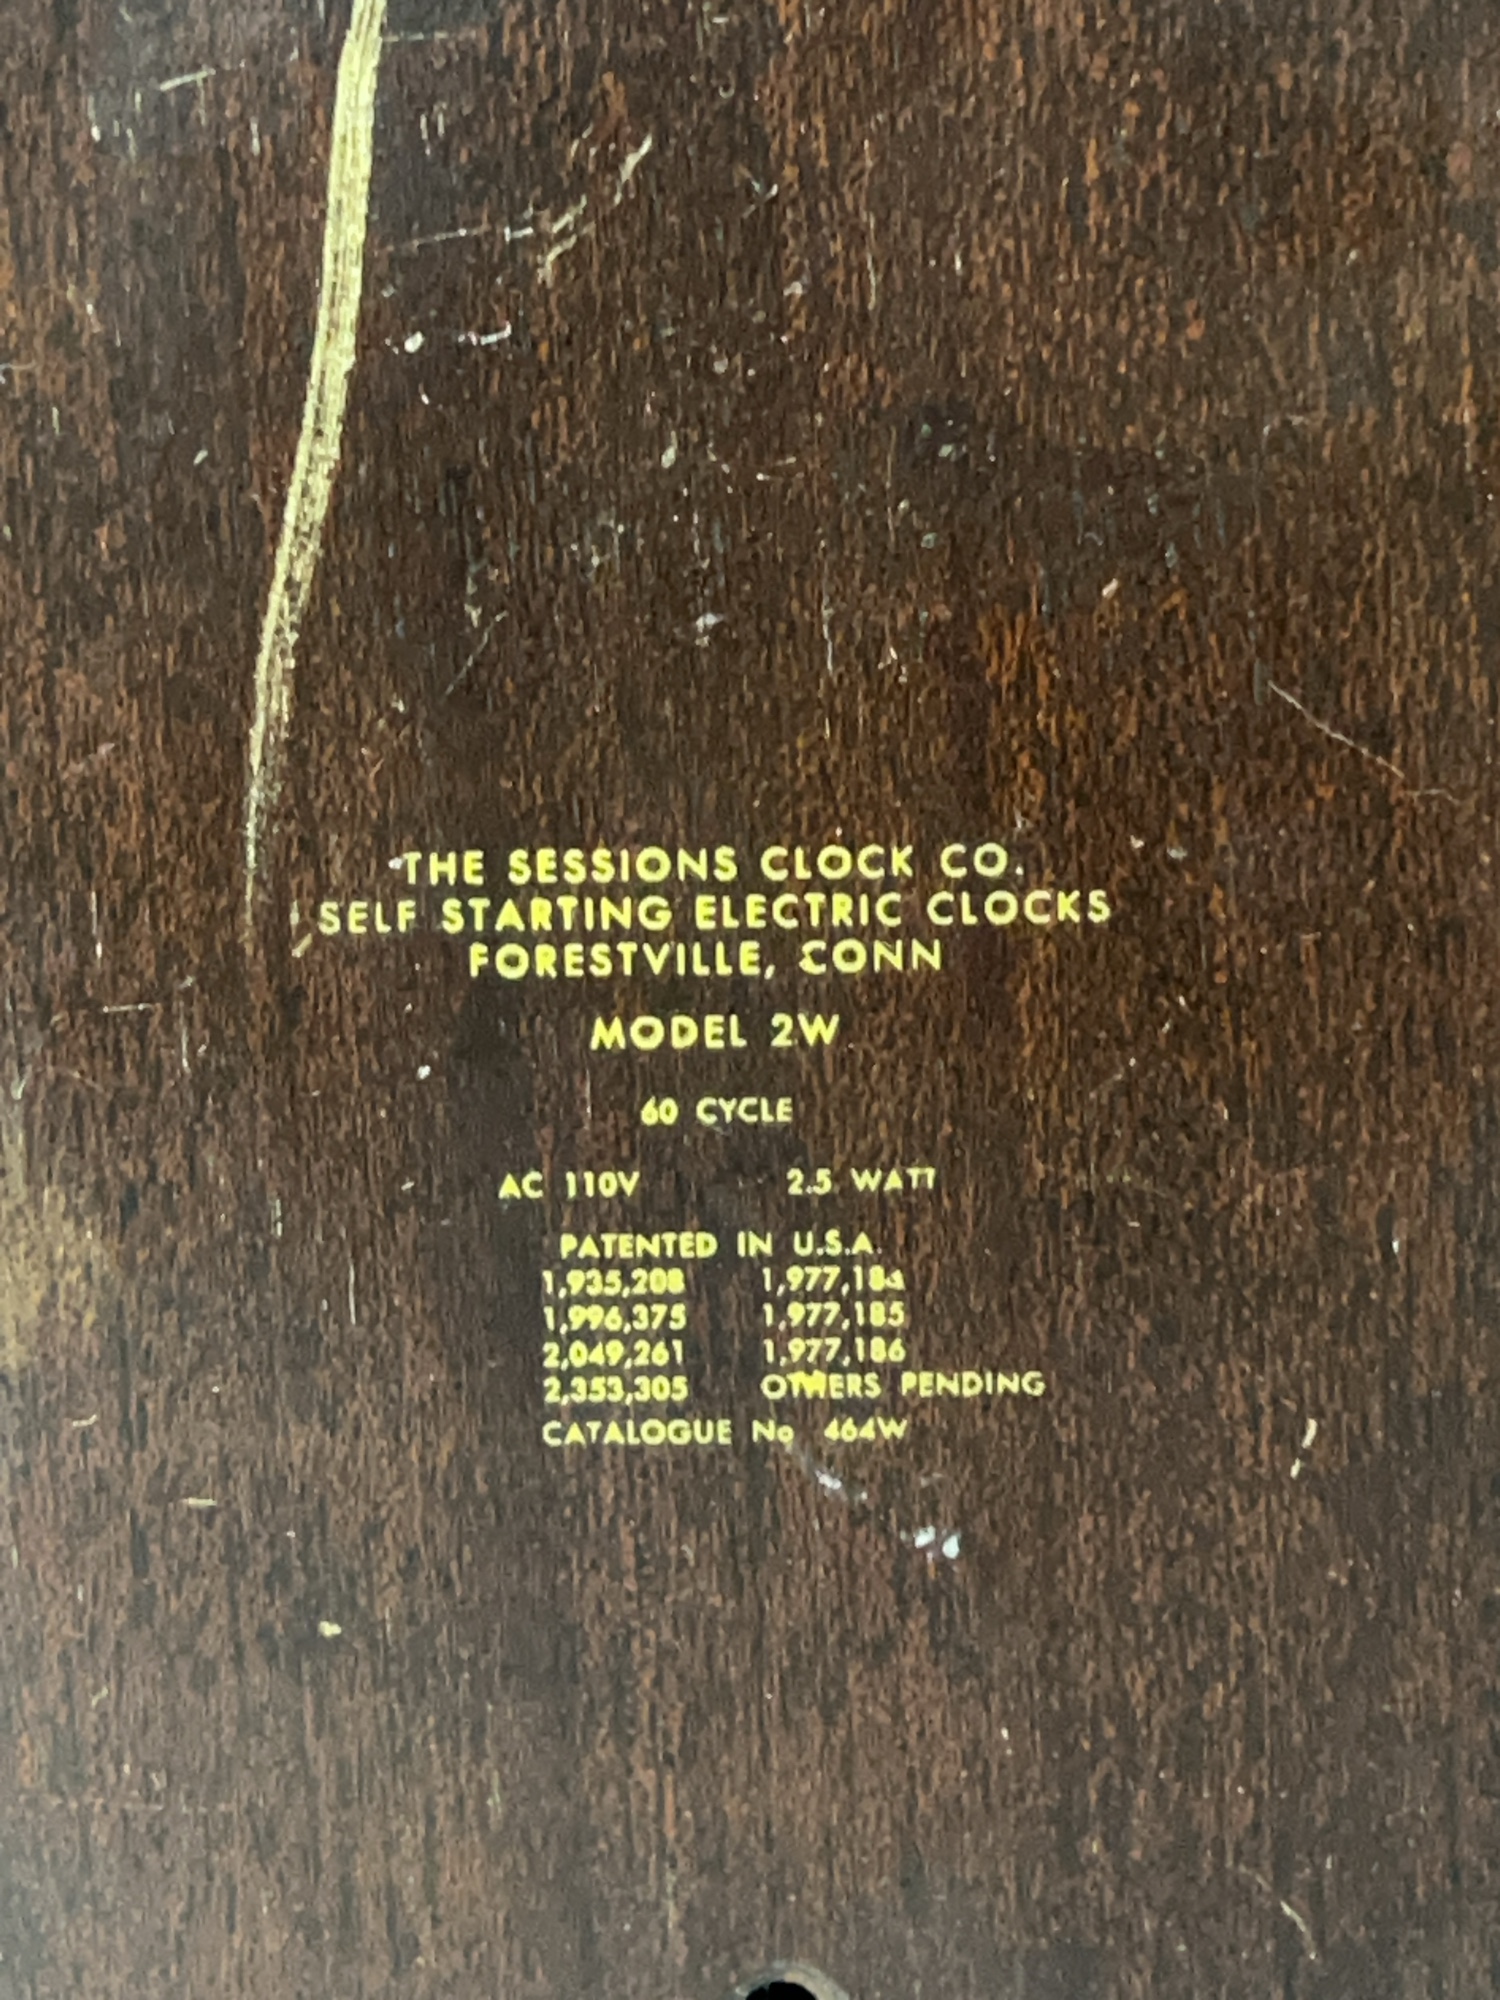 THE SESSIONS CLOCK CO.
SELF STARTING ELECTRIC CLOCKS
FORESTVILLE, CONN
MODEL 2W
60 CYCLE
AC 110V 2.5 WATT
PATENTED IN U.S.A.
1,935,208 1,977,184
1,996,375 1,977,185
2,049,261 1,977,186
2,353,305 OTHERS PENDING
CATALOGUE No 464W